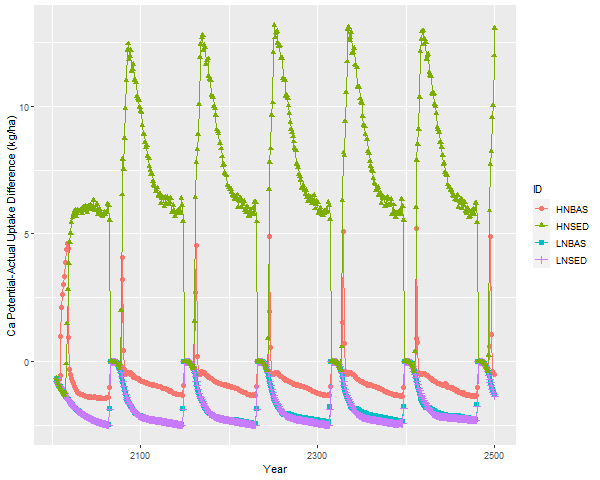 Ca Potential-Actual Uptake Difference (kg/ha)
10
5
0
2100
2300
2500
Year
ID
HNBAS
HNSED
LNBAS
LNSED